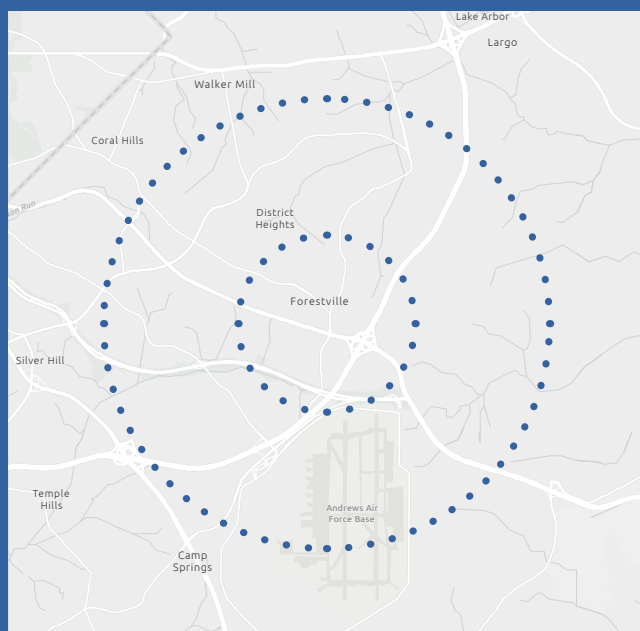 Lake Arbor
Largo
Walker Mill
Coral Hills
Run
District
Heights
Forestville
Silver Hill
Temple
Hills
Andrews Air
Force Base
Camp
Springs